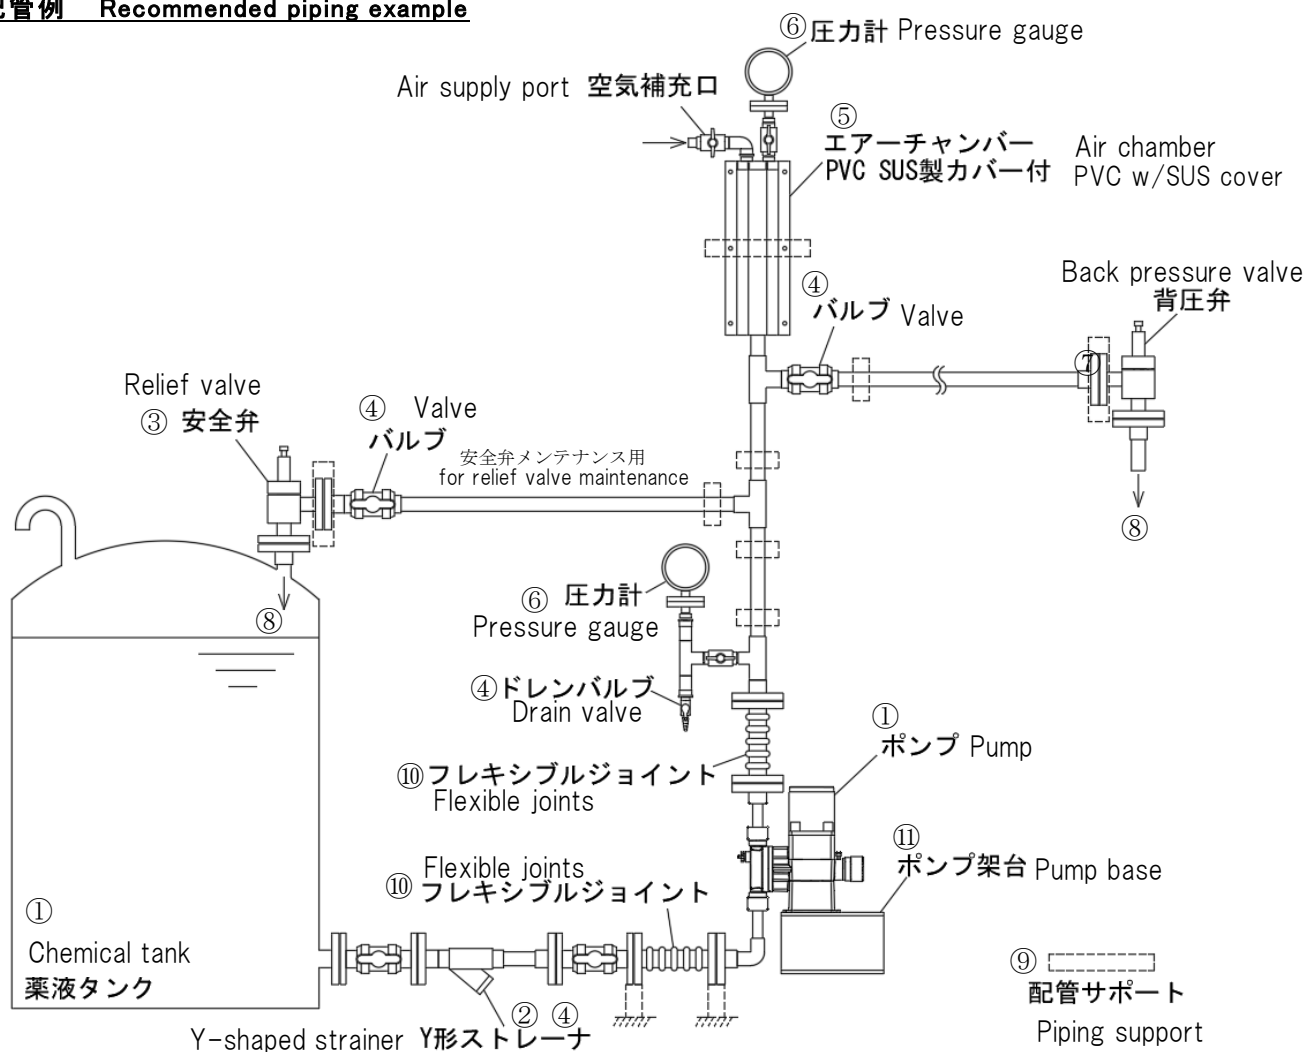 配管例 Recommended piping example
⑥ 圧力計 Pressure gauge
Air supply port 空気補充口
⑤
エアーチャンバー
PVC SUS製カバー付
Air chamber
PVC w/SUS cover
Back pressure valve
背圧弁
④
バルブ Valve
⑦
Relief valve
③ 安全弁
④ Valve
バルブ
安全弁メンテナンス用
for relief valve maintenance
⑧
⑧
⑥ 圧力計
Pressure gauge
④ ドレンバルブ
Drain valve
①
ポンプ Pump
⑩ フレキシブルジョイント
Flexible joints
⑪
ポンプ架台 Pump base
Flexible joints
⑩ フレキシブルジョイント
①
Chemical tank
薬液タンク
⑨
配管サポート
Piping support
② ④
Y-shaped strainer Y形ストレーナ